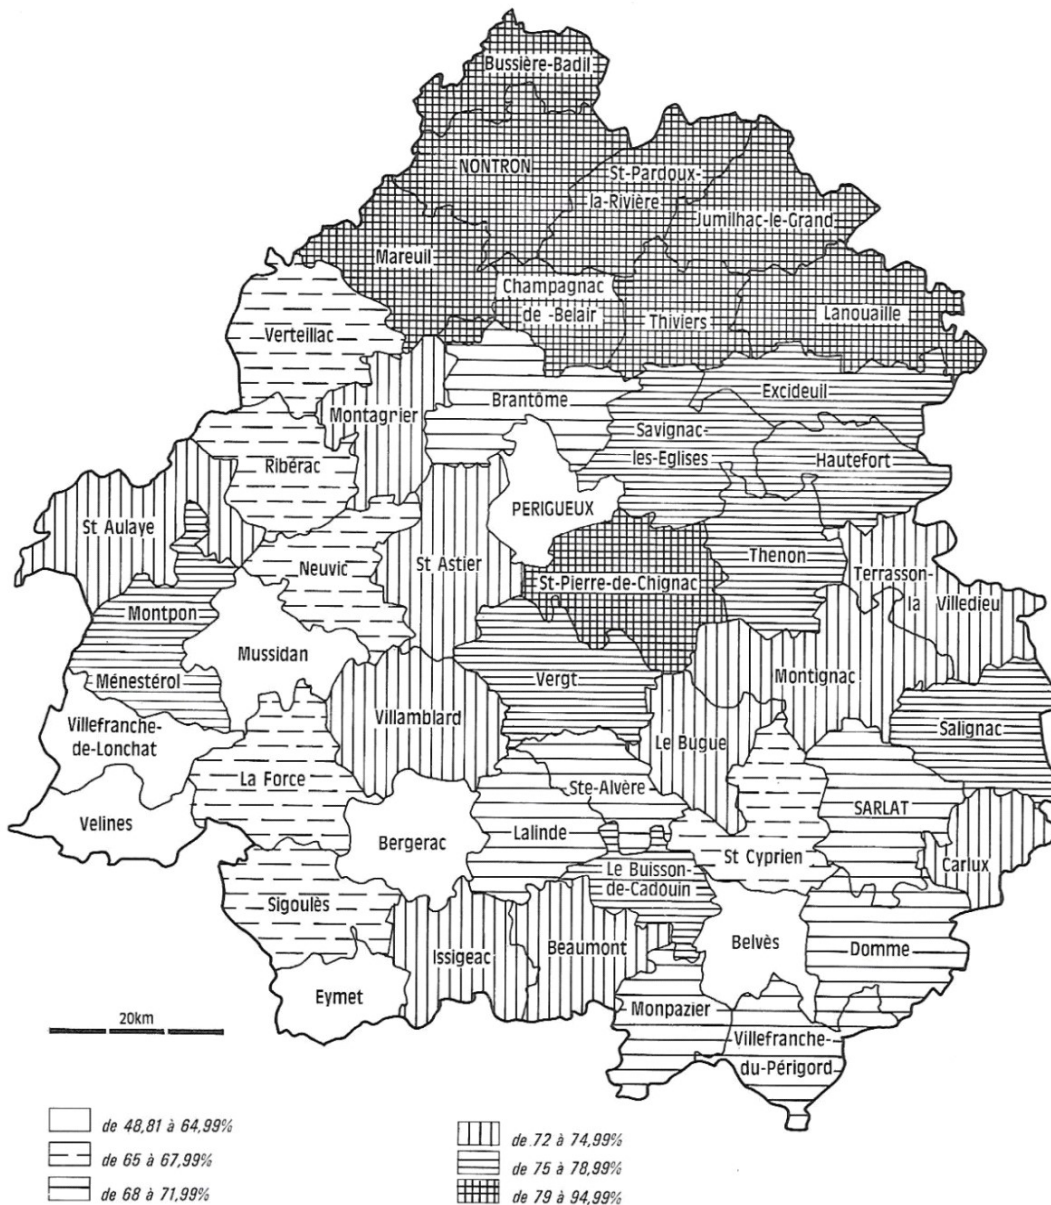 Bussière-Badil
NONTRON
St-Pardoux-
la-Rivière
Jumilhac-le-Grand
Mareuil
Champagnac
de -Belair
Thiviers
Lanouaille
Verteillac
Excideuil
Brantôme
Montagrier
Savignac-
les-Eglises
Hautefort
Ribérac
PERIGUEUX
St Aulaye
Neuvic
St Astier
Thenon
St-Pierre-de-Chignac
Terrasson-
la Villedieu
Montpon
Ménestérol
Mussidan
Vergt
Montignac
Villefranche-
de-Lonchat
Villamblard
Le Bugue
Salignac
La Force
Ste-Alvère
SARLAT
Velines
Bergerac
Lalinde
St Cyprien
Carlux
Le Buisson-
de-Cadouin
Sigoulès
Issigeac
Beaumont
Belvès
Domme
Eymet
Monpazier
Villefranche-
du-Périgord
20km
de 48,81 à 64,99%
de 65 à 67,99%
de 68 à 71,99%
de 72 à 74,99%
de 75 à 78,99%
de 79 à 94,99%